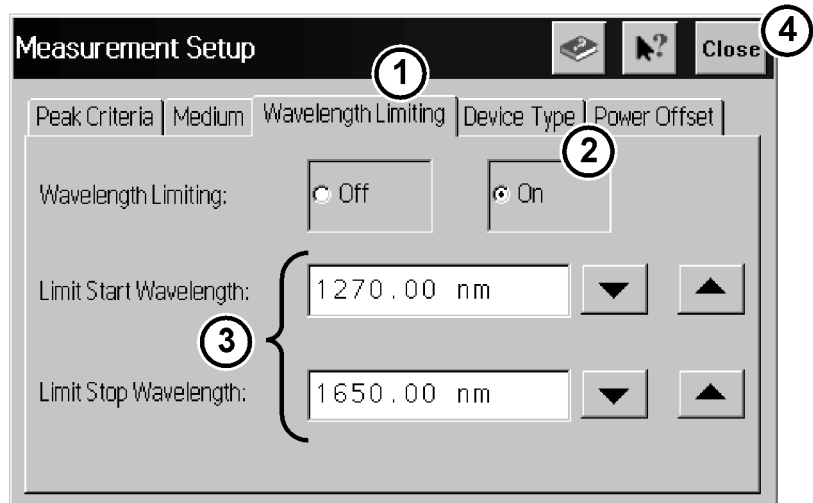 Measurement Setup ? Close 4
1
Peak Criteria Medium Wavelength Limiting Device Type Power Offset
2
Wavelength Limiting: Off On
Limit Start Wavelength: 1270.00 nm
3
Limit Stop Wavelength: 1650.00 nm